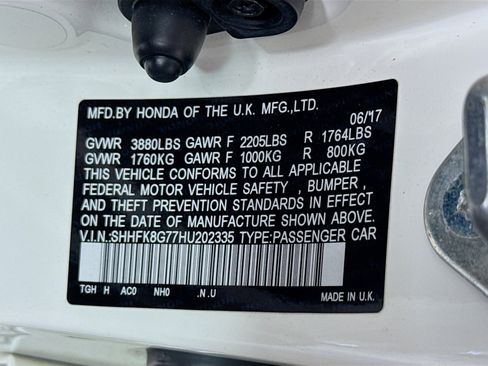 MFD.BY HONDA OF THE U.K. MFG.,LTD.
06/'17
GVWR 3880LBS GAWR F 2205LBS R 1764LBS
GVWR 1760KG GAWR F 1000KG R 800KG
THIS VEHICLE CONFORMS TO ALL APPLICABLE
FEDERAL MOTOR VEHICLE SAFETY , BUMPER ,
AND THEFT PREVENTION STANDARDS IN EFFECT
ON THE DATE OF MANUFACTURE SHOWN ABOVE.
V.I.N.:SHHFK8G77HU202335 TYPE:PASSENGER CAR
TGH H AC0 NH0 .N.U MADE IN U.K.